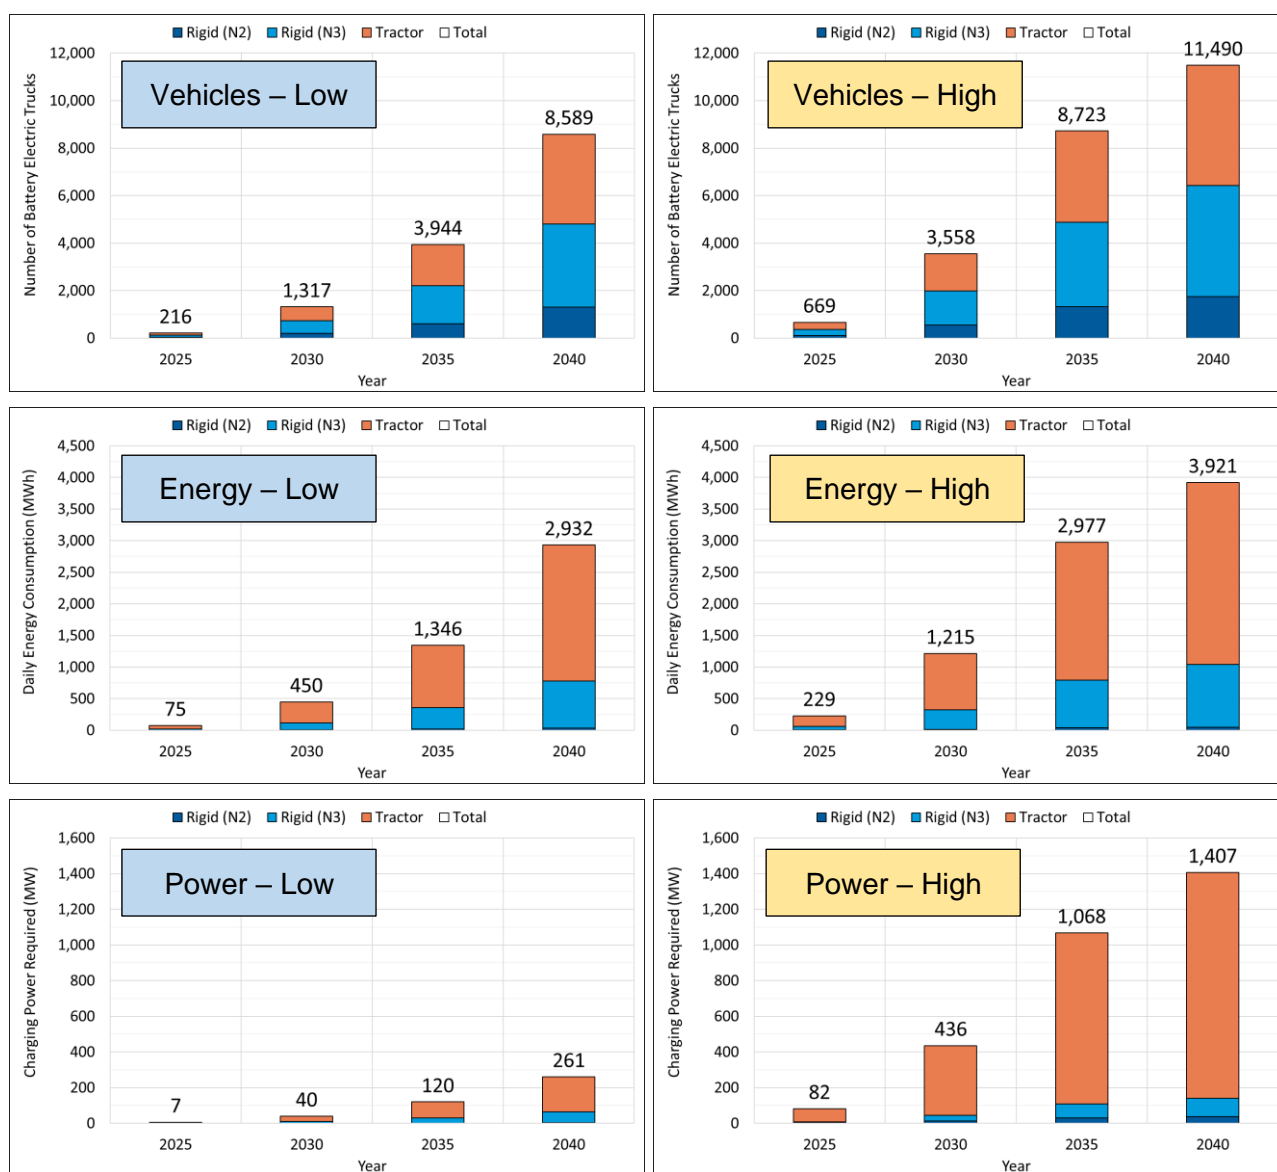 Rigid (N2) Rigid (N3) Tractor Total
Vehicles – Low
Number of Battery Electric Trucks
12,000
10,000
8,000
6,000
4,000
2,000
0
216
1,317
3,944
8,589
2025 2030 2035 2040
Year
Rigid (N2) Rigid (N3) Tractor Total
Vehicles – High
Number of Battery Electric Trucks
12,000
10,000
8,000
6,000
4,000
2,000
0
669
3,558
8,723
11,490
2025 2030 2035 2040
Year
Rigid (N2) Rigid (N3) Tractor Total
Energy – Low
Daily Energy Consumption (MWh)
4,500
4,000
3,500
3,000
2,500
2,000
1,500
1,000
500
0
75
450
1,346
2,932
2025 2030 2035 2040
Year
Rigid (N2) Rigid (N3) Tractor Total
Energy – High
Daily Energy Consumption (MWh)
4,500
4,000
3,500
3,000
2,500
2,000
1,500
1,000
500
0
229
1,215
2,977
3,921
2025 2030 2035 2040
Year
Rigid (N2) Rigid (N3) Tractor Total
Power – Low
Charging Power Required (MW)
1,600
1,400
1,200
1,000
800
600
400
200
0
7
40
120
261
2025 2030 2035 2040
Year
Rigid (N2) Rigid (N3) Tractor Total
Power – High
Charging Power Required (MW)
1,600
1,400
1,200
1,000
800
600
400
200
0
82
436
1,068
1,407
2025 2030 2035 2040
Year